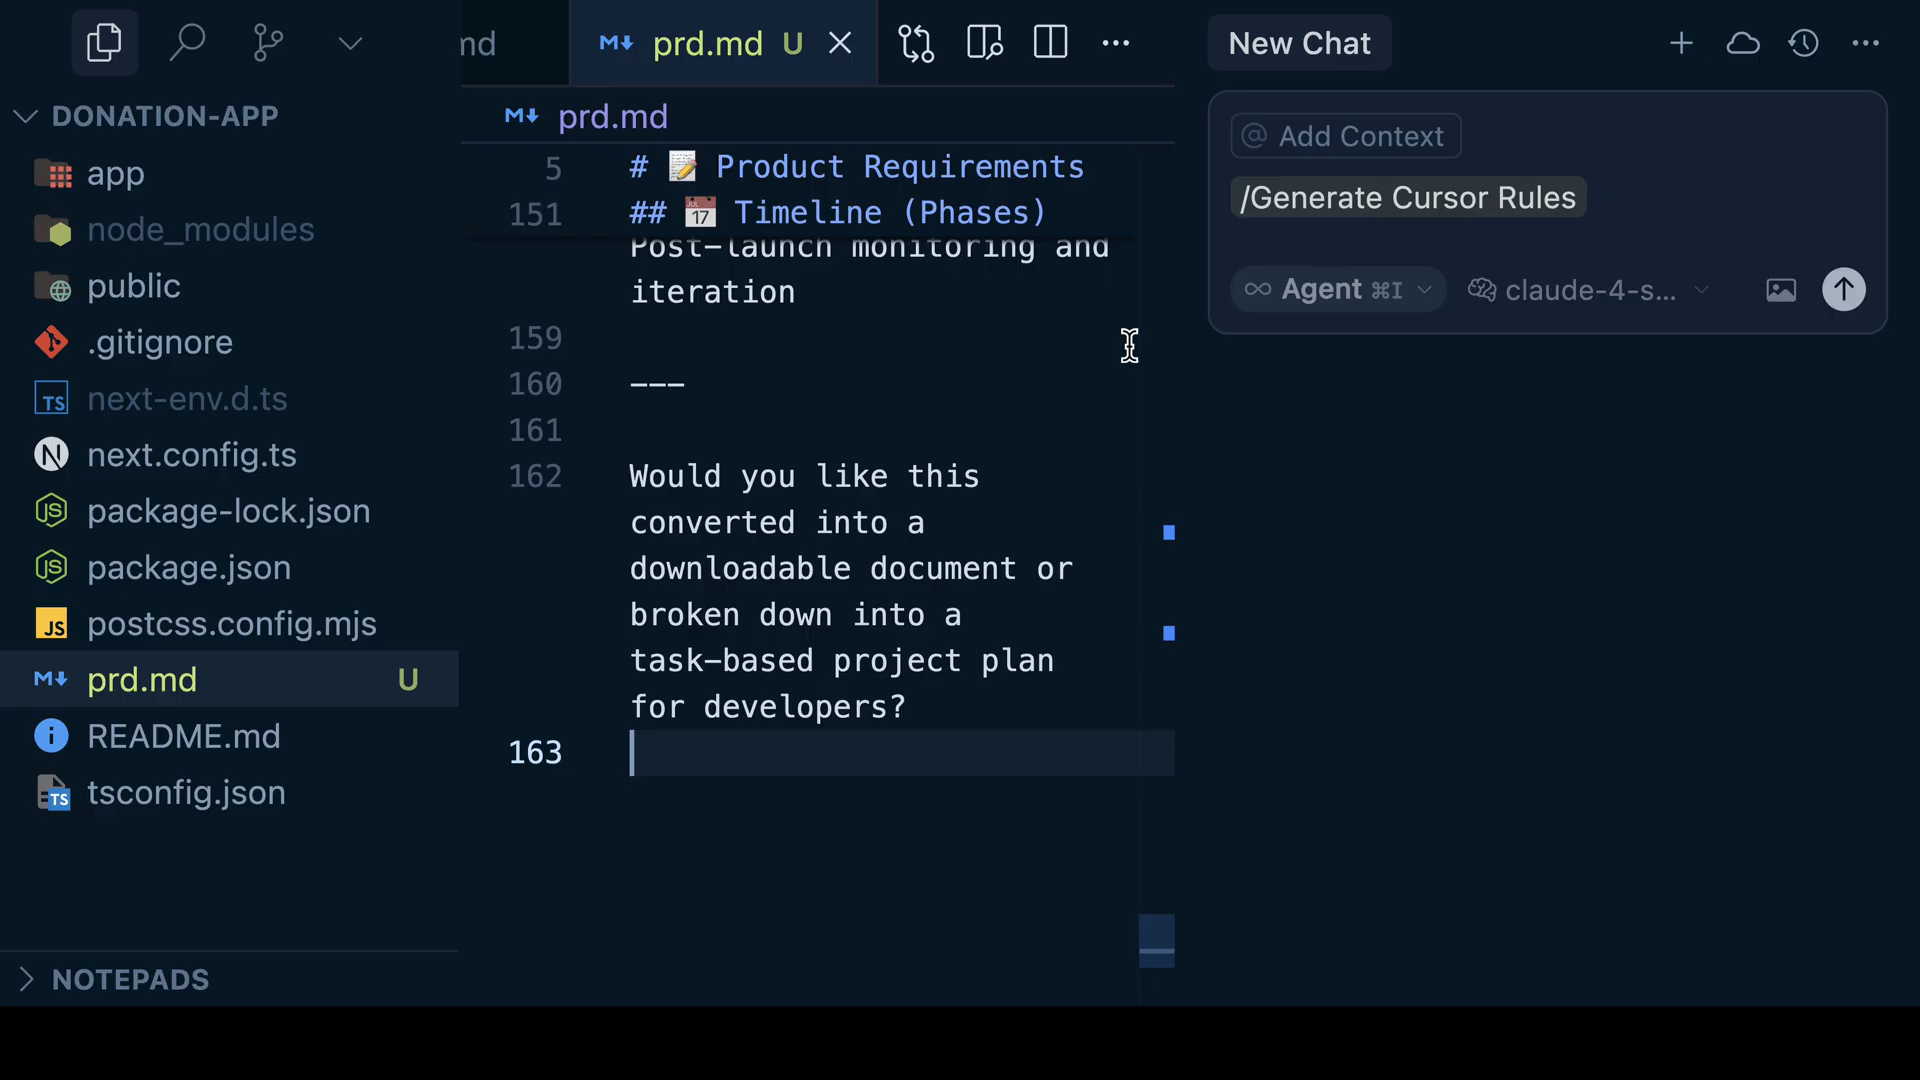 md
prd.md U
New Chat
DONATION-APP
prd.md
Add Context
app
5 # Product Requirements
/Generate Cursor Rules
151 ## Timeline (Phases)
node_modules
Post-launch monitoring and
public
iteration
Agent ⌘I
claude-4-s...
.gitignore
159
next-env.d.ts
160 ---
161
next.config.ts
162 Would you like this
package-lock.json
converted into a
package.json
downloadable document or
postcss.config.mjs
broken down into a
prd.md U
task-based project plan
README.md
for developers?
163
tsconfig.json
NOTEPADS